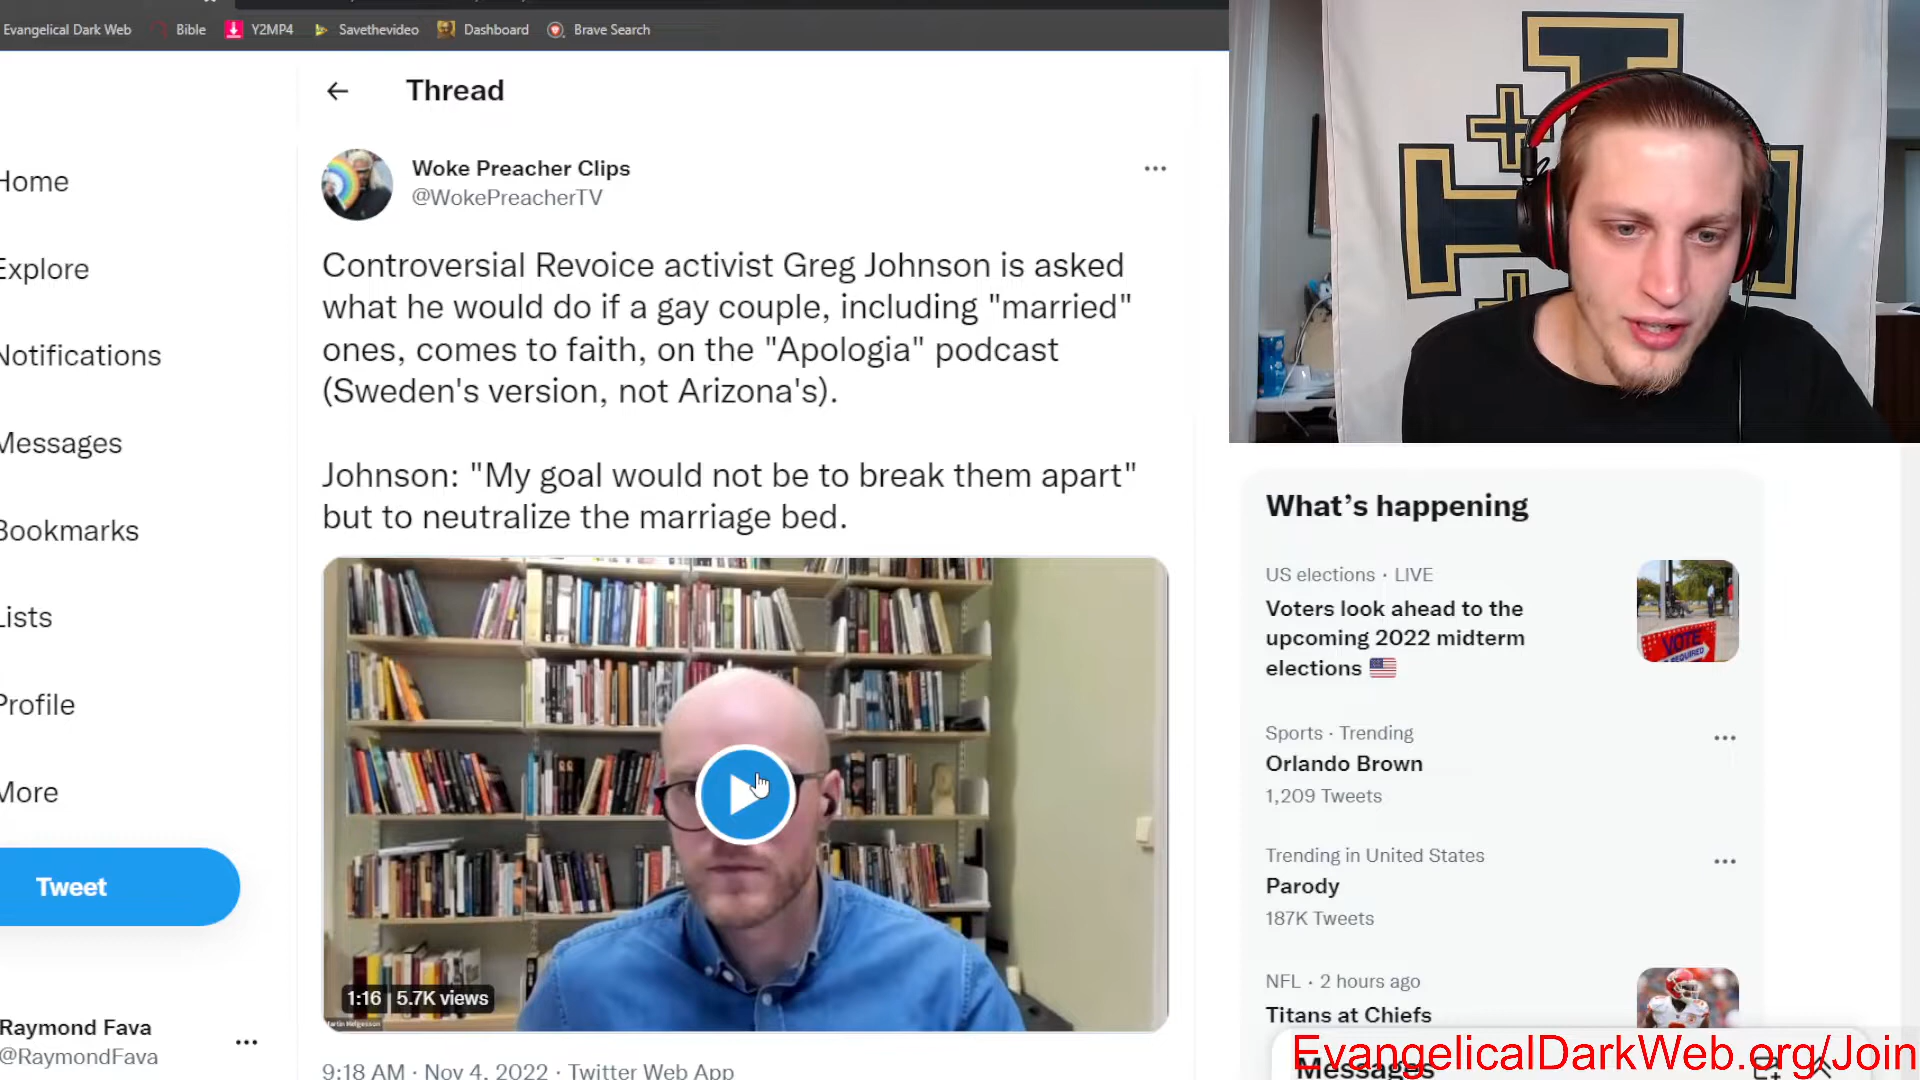 Evangelical Dark Web
Bible
Y2MP4
Savethevideo
Dashboard
Brave Search
Home
Explore
Notifications
Messages
Bookmarks
Lists
Profile
More
Tweet
Raymond Fava
@RaymondFava
Thread
Woke Preacher Clips
@WokePreacherTV
Controversial Revoice activist Greg Johnson is asked
what he would do if a gay couple, including "married"
ones, comes to faith, on the "Apologia" podcast
(Sweden's version, not Arizona's).
Johnson: "My goal would not be to break them apart"
but to neutralize the marriage bed.
1:16 | 5.7K views
Martin Helgesson
9:18 AM · Nov 4, 2022 · Twitter Web App
What's happening
US elections · LIVE
Voters look ahead to the
upcoming 2022 midterm
elections
VOTE
Sports · Trending
Orlando Brown
1,209 Tweets
Trending in United States
Parody
187K Tweets
NFL · 2 hours ago
Titans at Chiefs
Messages
EvangelicalDarkWeb.org/Join